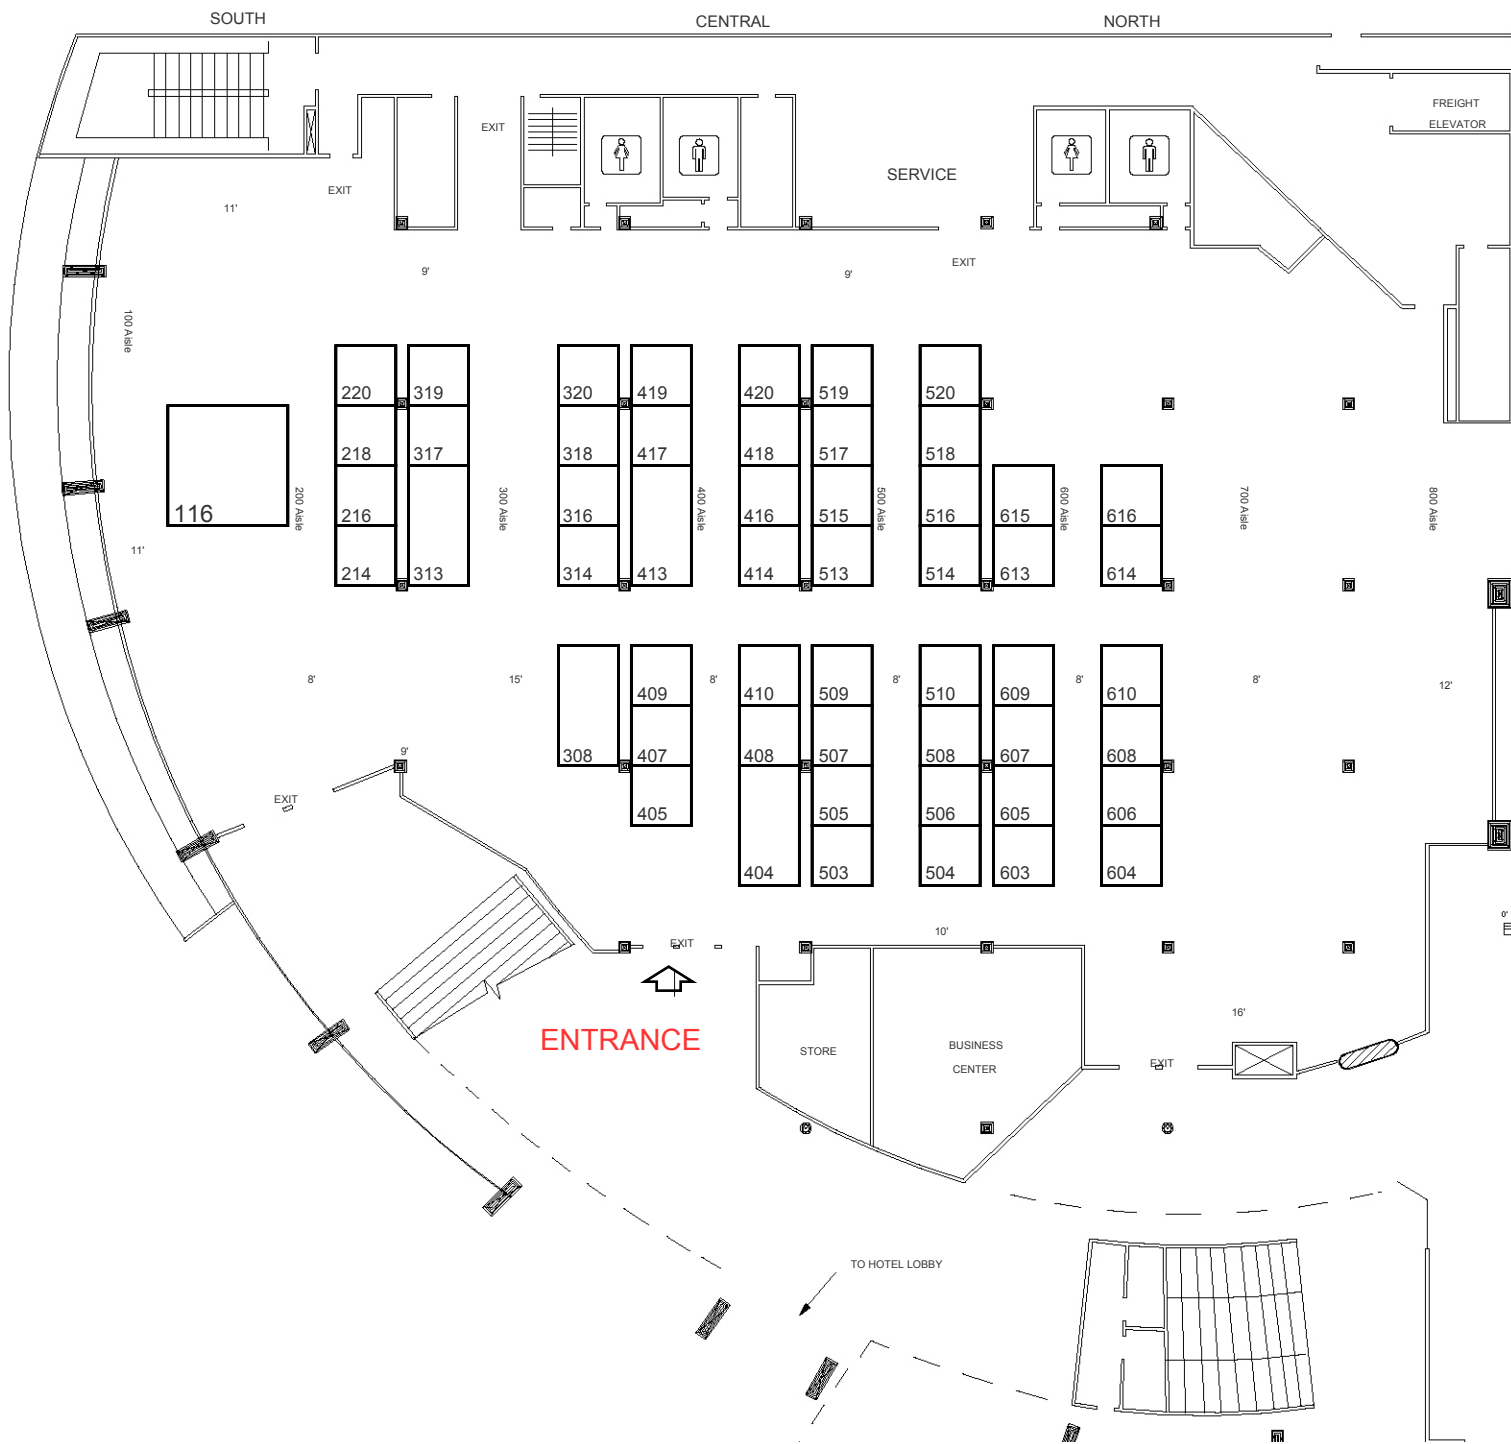 SOUTH
CENTRAL
NORTH
FREIGHT
ELEVATOR
EXIT
SERVICE
EXIT
11'
9'
9'
EXIT
100 Aisle
220
319
320
419
420
519
520
218
317
318
417
418
517
518
116
200 Aisle
216
300 Aisle
316
400 Aisle
416
515
500 Aisle
516
615
600 Aisle
616
700 Aisle
800 Aisle
11'
214
313
314
413
414
513
514
613
614
8'
15'
409
8'
410
509
8'
510
609
8'
610
8'
12'
9'
308
407
408
507
508
607
608
EXIT
405
505
506
605
606
404
503
504
603
604
0'
10'
EXIT
16'
ENTRANCE
STORE
BUSINESS
CENTER
EXIT
TO HOTEL LOBBY